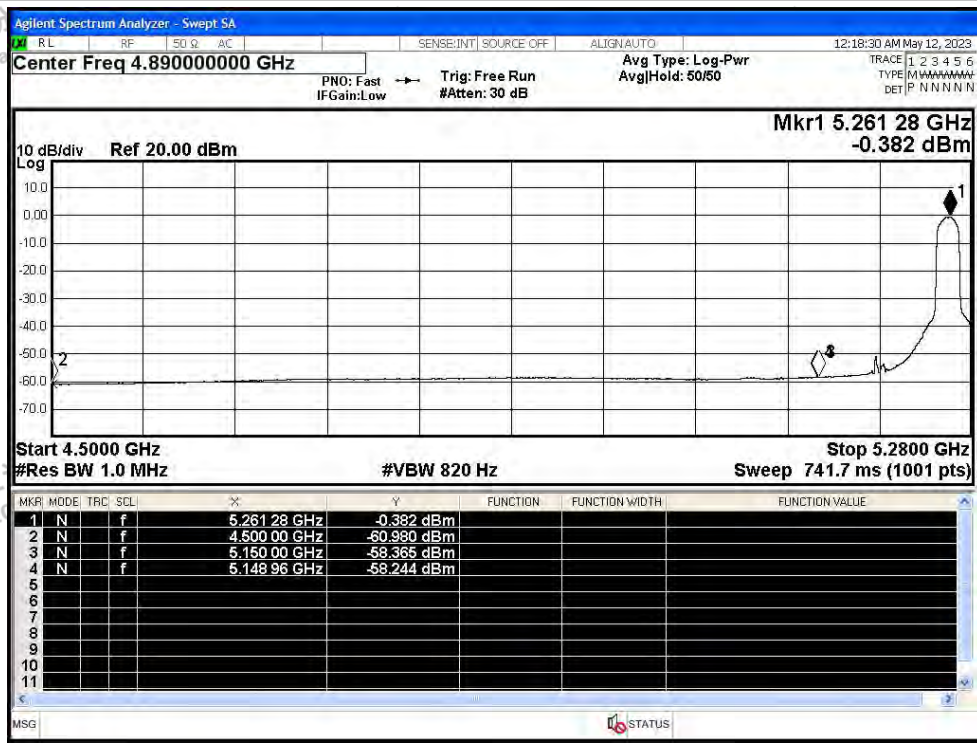 Agilent Spectrum Analyzer - Swept SA
RL RF 50 Ω AC SENSE:INT SOURCE OFF ALIGNAUTO 12:18:30 AM May 12, 2023
Center Freq 4.890000000 GHz
PNO: Fast
IFGain:Low
Trig: Free Run
#Atten: 30 dB
Avg Type: Log-Pwr
Avg|Hold: 50/50
TRACE 1 2 3 4 5 6
TYPE M W W W W W
DET P N N N N N
Mkr1 5.261 28 GHz
-0.382 dBm
10 dB/div Ref 20.00 dBm
Log
10.0
0.00
-10.0
-20.0
-30.0
-40.0
-50.0
-60.0
-70.0
1
2
Start 4.5000 GHz Stop 5.2800 GHz
#Res BW 1.0 MHz #VBW 820 Hz Sweep 741.7 ms (1001 pts)
MKR MODE TRC SCL X Y FUNCTION FUNCTION WIDTH FUNCTION VALUE
1 N f 5.261 28 GHz -0.382 dBm
2 N f 4.500 00 GHz -60.980 dBm
3 N f 5.150 00 GHz -58.365 dBm
4 N f 5.148 96 GHz -58.244 dBm
5
6
7
8
9
10
11
MSG STATUS